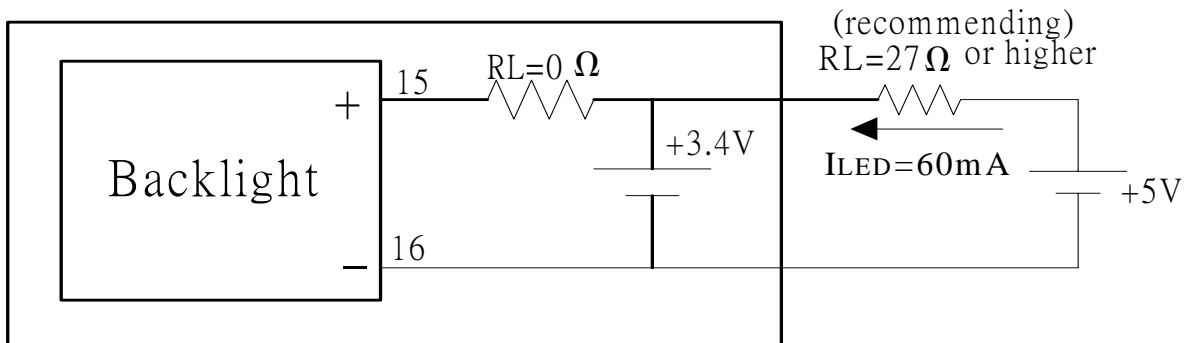 (recommending)
RL=27Ω or higher
RL=0 Ω
15
+
+3.4V
ILED=60mA
Backlight
+5V
16
−